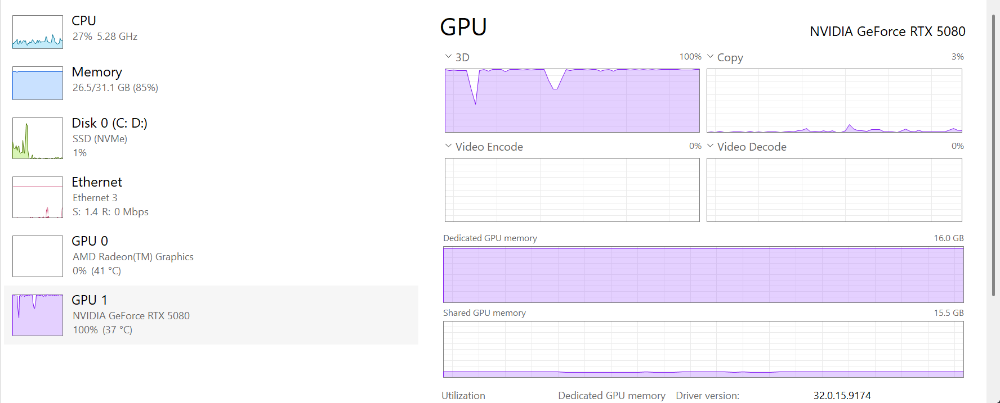 CPU
27% 5.28 GHz
Memory
26.5/31.1 GB (85%)
Disk 0 (C: D:)
SSD (NVMe)
1%
Ethernet
Ethernet 3
S: 1.4 R: 0 Mbps
GPU 0
AMD Radeon(TM) Graphics
0% (41 °C)
GPU 1
NVIDIA GeForce RTX 5080
100% (37 °C)
GPU
NVIDIA GeForce RTX 5080
3D 100%
Copy 3%
Video Encode 0%
Video Decode 0%
Dedicated GPU memory 16.0 GB
Shared GPU memory 15.5 GB
Utilization Dedicated GPU memory Driver version: 32.0.15.9174